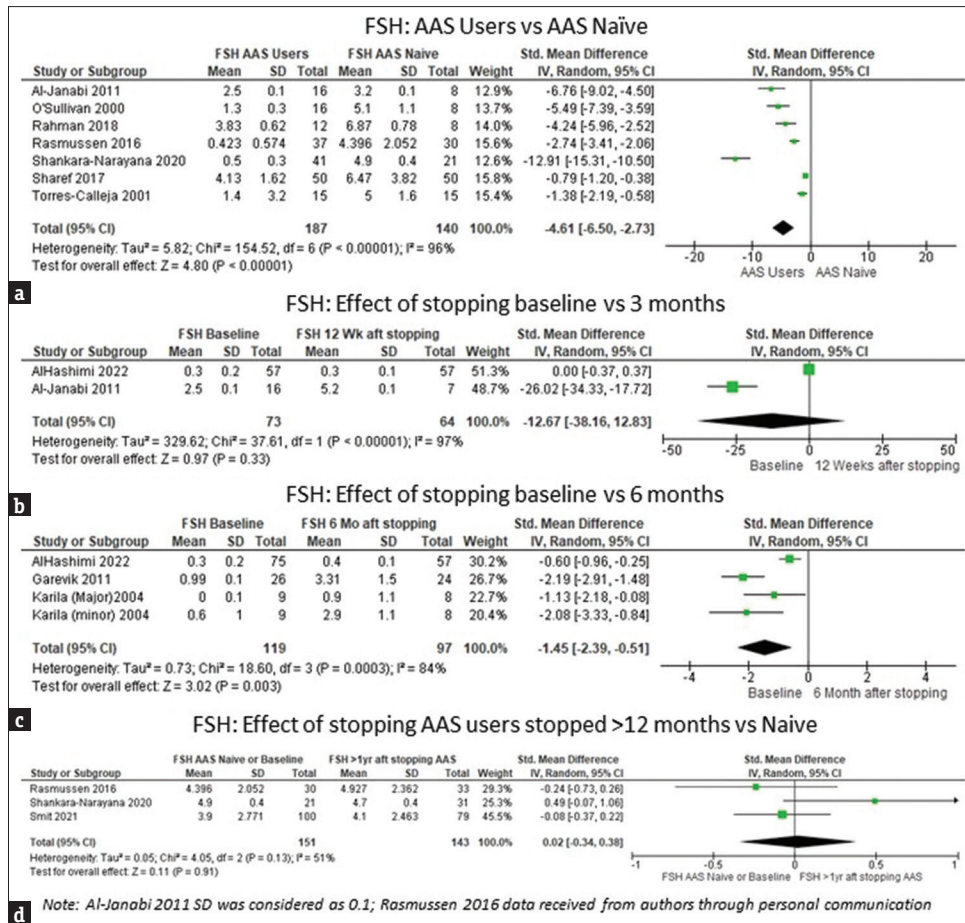 FSH: AAS Users vs AAS Naïve
FSH AAS Users FSH AAS Naive Std. Mean Difference Std. Mean Difference
Study or Subgroup Mean SD Total Mean SD Total Weight IV, Random, 95% CI IV, Random, 95% CI
Al-Janabi 2011 2.5 0.1 16 3.2 0.1 8 12.9% -6.76 [-9.02, -4.50]
O'Sullivan 2000 1.3 0.3 16 5.1 1.1 8 13.7% -5.49 [-7.39, -3.59]
Rahman 2018 3.83 0.62 12 6.87 0.78 8 14.0% -4.24 [-5.96, -2.52]
Rasmussen 2016 0.423 0.574 37 4.396 2.052 30 15.6% -2.74 [-3.41, -2.06]
Shankara-Narayana 2020 0.5 0.3 41 4.9 0.4 21 12.6% -12.91 [-15.31, -10.50]
Sharef 2017 4.13 1.62 50 6.47 3.82 50 15.8% -0.79 [-1.20, -0.38]
Torres-Calleja 2001 1.4 3.2 15 5 1.6 15 15.4% -1.38 [-2.19, -0.58]
Total (95% CI) 187 140 100.0% -4.61 [-6.50, -2.73]
Heterogeneity: Tau² = 5.82; Chi² = 154.52, df = 6 (P < 0.00001); I² = 96%
Test for overall effect: Z = 4.80 (P < 0.00001)
-20 -10 0 10 20
AAS Users AAS Naive
a
FSH: Effect of stopping baseline vs 3 months
FSH Baseline FSH 12 Wk aft stopping Std. Mean Difference Std. Mean Difference
Study or Subgroup Mean SD Total Mean SD Total Weight IV, Random, 95% CI IV, Random, 95% CI
AlHashimi 2022 0.3 0.2 57 0.3 0.1 57 51.3% 0.00 [-0.37, 0.37]
Al-Janabi 2011 2.5 0.1 16 5.2 0.1 7 48.7% -26.02 [-34.33, -17.72]
Total (95% CI) 73 64 100.0% -12.67 [-38.16, 12.83]
Heterogeneity: Tau² = 329.62; Chi² = 37.61, df = 1 (P < 0.00001); I² = 97%
Test for overall effect: Z = 0.97 (P = 0.33)
-50 -25 0 25 50
Baseline 12 Weeks after stopping
b
FSH: Effect of stopping baseline vs 6 months
FSH Baseline FSH 6 Mo aft stopping Std. Mean Difference Std. Mean Difference
Study or Subgroup Mean SD Total Mean SD Total Weight IV, Random, 95% CI IV, Random, 95% CI
AlHashimi 2022 0.3 0.2 75 0.4 0.1 57 30.2% -0.60 [-0.96, -0.25]
Garevik 2011 0.99 0.1 26 3.31 1.5 24 26.7% -2.19 [-2.91, -1.48]
Karila (Major)2004 0 0.1 9 0.9 1.1 8 22.7% -1.13 [-2.18, -0.08]
Karila (minor) 2004 0.6 1 9 2.9 1.1 8 20.4% -2.08 [-3.33, -0.84]
Total (95% CI) 119 97 100.0% -1.45 [-2.39, -0.51]
Heterogeneity: Tau² = 0.73; Chi² = 18.60, df = 3 (P = 0.0003); I² = 84%
Test for overall effect: Z = 3.02 (P = 0.003)
-4 -2 0 2 4
Baseline 6 Month after stopping
c
FSH: Effect of stopping AAS users stopped >12 months vs Naive
FSH AAS Naive or Baseline FSH >1yr aft stopping AAS Std. Mean Difference Std. Mean Difference
Study or Subgroup Mean SD Total Mean SD Total Weight IV, Random, 95% CI IV, Random, 95% CI
Rasmussen 2016 4.396 2.052 30 4.927 2.362 33 29.3% -0.24 [-0.73, 0.26]
Shankara-Narayana 2020 4.9 0.4 21 4.7 0.4 31 25.3% 0.49 [-0.07, 1.06]
Smit 2021 3.9 2.771 100 4.1 2.463 79 45.5% -0.08 [-0.37, 0.22]
Total (95% CI) 151 143 100.0% 0.02 [-0.34, 0.38]
Heterogeneity: Tau² = 0.05; Chi² = 4.05, df = 2 (P = 0.13); I² = 51%
Test for overall effect: Z = 0.11 (P = 0.91)
-1 -0.5 0 0.5 1
FSH AAS Naive or Baseline FSH >1yr aft stopping AAS
d
Note: Al-Janabi 2011 SD was considered as 0.1; Rasmussen 2016 data received from authors through personal communication